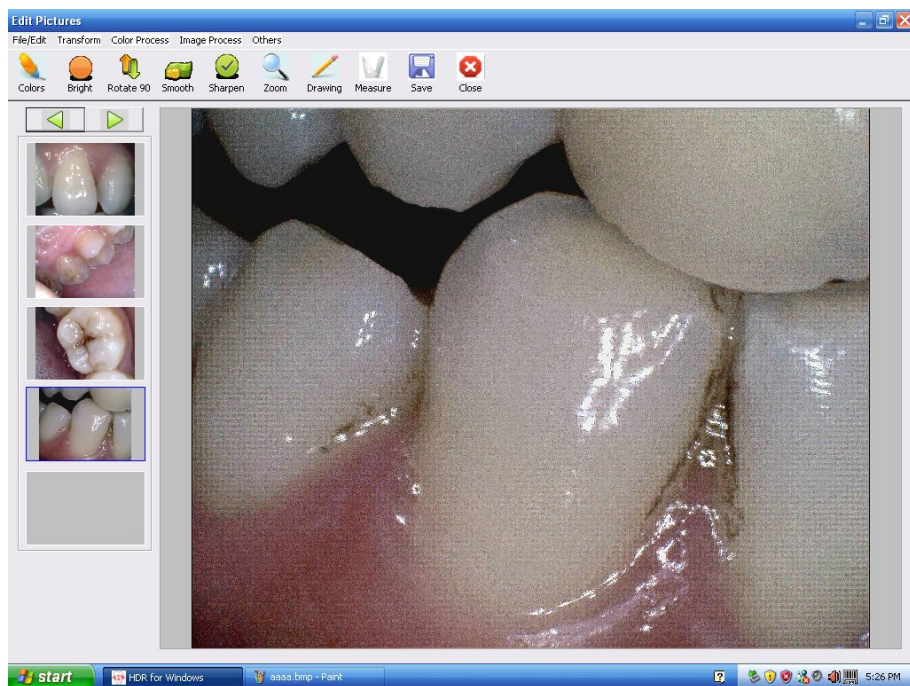 Edit Pictures
File/Edit Transform Color Process Image Process Others
Colors Bright Rotate 90 Smooth Sharpen Zoom Drawing Measure Save Close
start HDR for Windows aaaa.bmp - Paint 5:26 PM